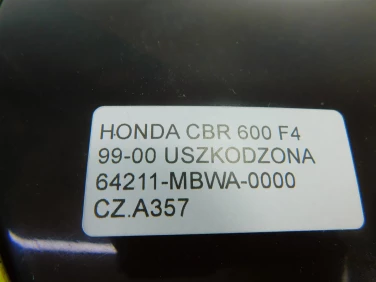 HONDA CBR 600 F4
99-00 USZKODZONA
64211-MBWA-0000
CZ.A357